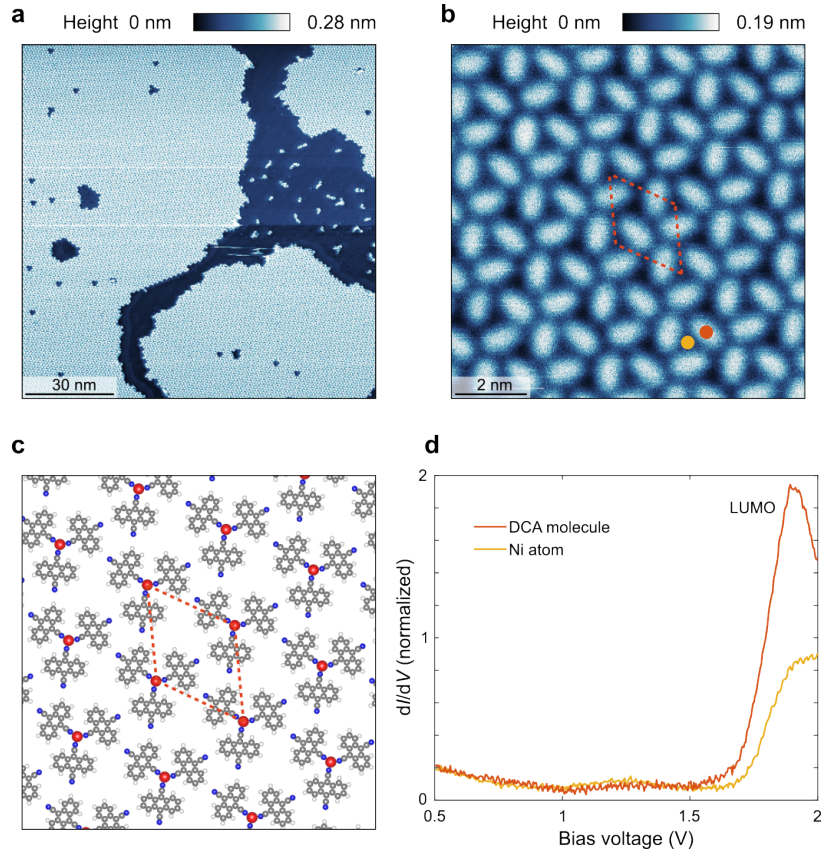 a
Height 0 nm 0.28 nm
30 nm
b
Height 0 nm 0.19 nm
2 nm
c
d
2
LUMO
DCA molecule
Ni atom
1
dI/dV (normalized)
0
0.5 1 1.5 2
Bias voltage (V)